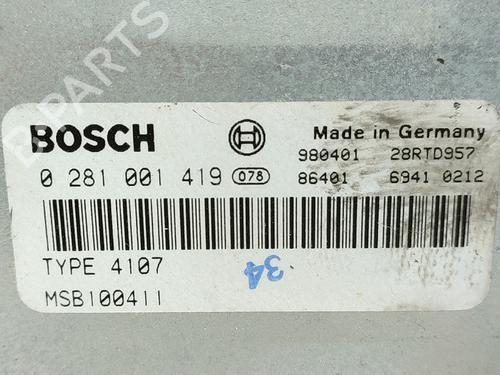 B-PARTS
BOSCH
Made in Germany
980401 28RTD957
0 281 001 419 078 86401 6941 0212
TYPE 4107
34
MSB100411